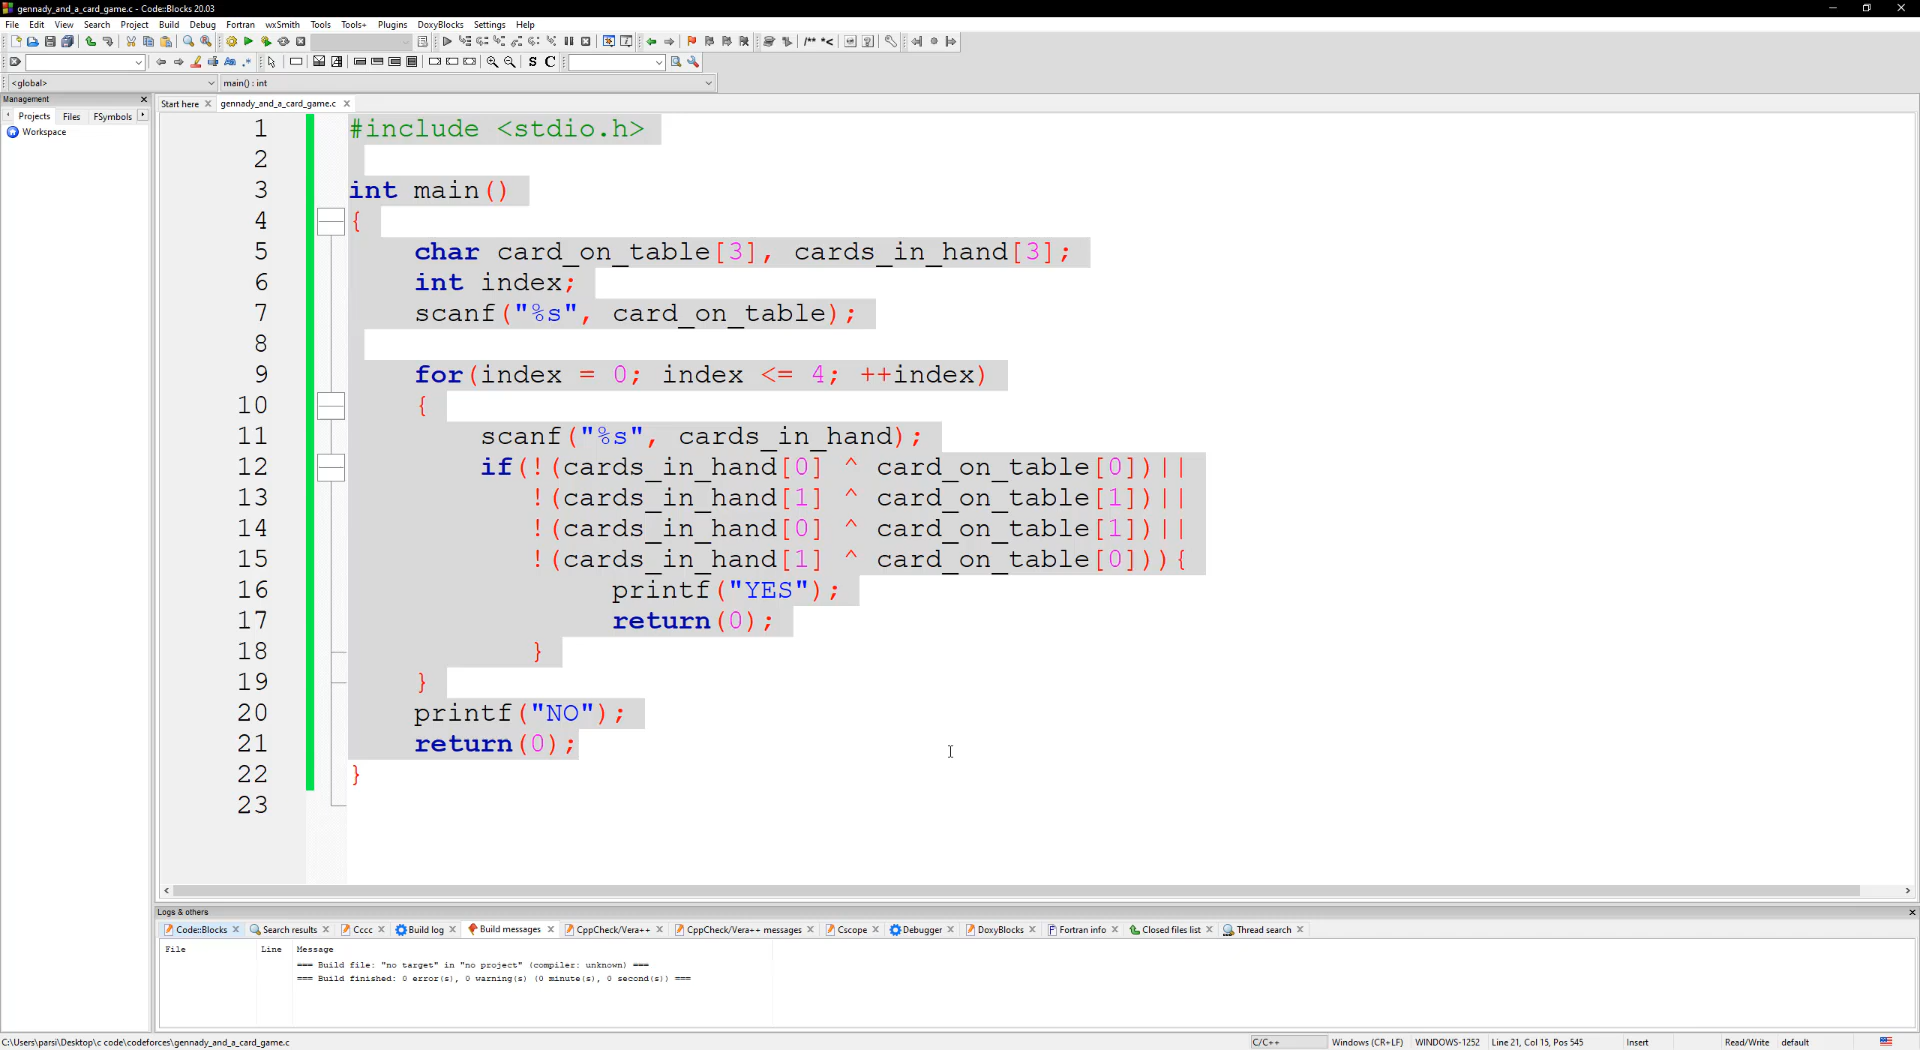 gennady_and_a_card_game.c - Code::Blocks 20.03
File Edit View Search Project Build Debug Fortran wxSmith Tools Tools+ Plugins DoxyBlocks Settings Help
<global> main() : int
Management
Projects Files FSymbols
Workspace
Start here gennady_and_a_card_game.c
1 #include <stdio.h>
2
3 int main()
4 {
5 char card_on_table[3], cards_in_hand[3];
6 int index;
7 scanf("%s", card_on_table);
8
9 for(index = 0; index <= 4; ++index)
10 {
11 scanf("%s", cards_in_hand);
12 if(!(cards_in_hand[0] ^ card_on_table[0])||
13 !(cards_in_hand[1] ^ card_on_table[1])||
14 !(cards_in_hand[0] ^ card_on_table[1])||
15 !(cards_in_hand[1] ^ card_on_table[0])){
16 printf("YES");
17 return(0);
18 }
19 }
20 printf("NO");
21 return(0);
22 }
23
Logs & others
Code::Blocks Search results Cccc Build log Build messages CppCheck/Vera++ CppCheck/Vera++ messages Cscope Debugger DoxyBlocks Fortran info Closed files list Thread search
File Line Message
=== Build file: "no target" in "no project" (compiler: unknown) ===
=== Build finished: 0 error(s), 0 warning(s) (0 minute(s), 0 second(s)) ===
C:\Users\parsi\Desktop\c code\codeforces\gennady_and_a_card_game.c C/C++ Windows (CR+LF) WINDOWS-1252 Line 21, Col 15, Pos 545 Insert Read/Write default